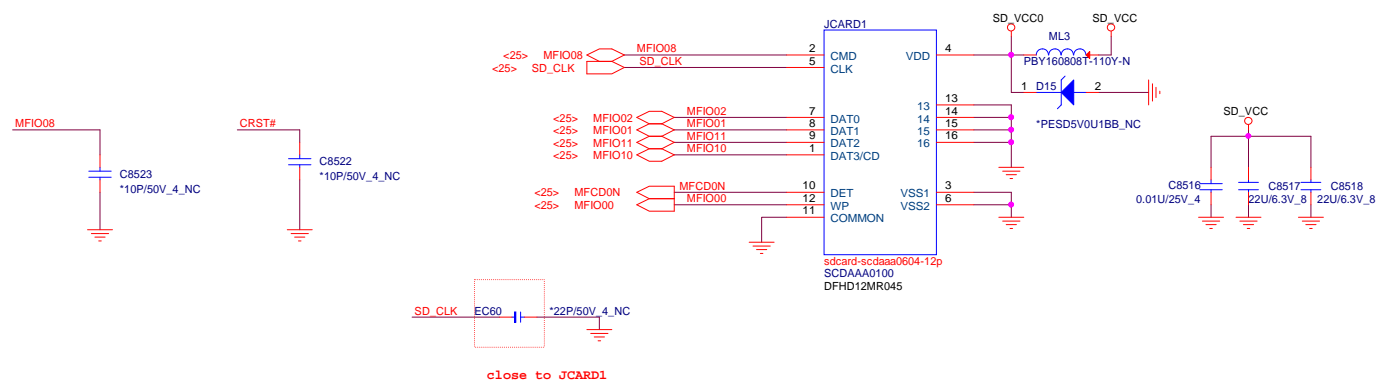 JCARD1
SD_VCC0
SD_VCC
ML3
PBY160808T-110Y-N
<25> MFIO08 MFIO08 2 CMD VDD 4
<25> SD_CLK SD_CLK 5 CLK
1 D15 2
*PESD5V0U1BB_NC
<25> MFIO02 MFIO02 7 DAT0 13 13
<25> MFIO01 MFIO01 8 DAT1 14 14
<25> MFIO11 MFIO11 9 DAT2 15 15
<25> MFIO10 MFIO10 1 DAT3/CD 16 16
<25> MFCD0N MFCD0N 10 DET VSS1 3
<25> MFIO00 MFIO00 12 WP VSS2 6
11 COMMON
sdcard-scdaaa0604-12p
SCDAAA0100
DFHD12MR045
MFIO08
C8523
*10P/50V_4_NC
CRST#
C8522
*10P/50V_4_NC
SD_VCC
C8516 C8517 C8518
0.01U/25V_4 22U/6.3V_8 22U/6.3V_8
SD_CLK EC60 *22P/50V_4_NC
close to JCARD1